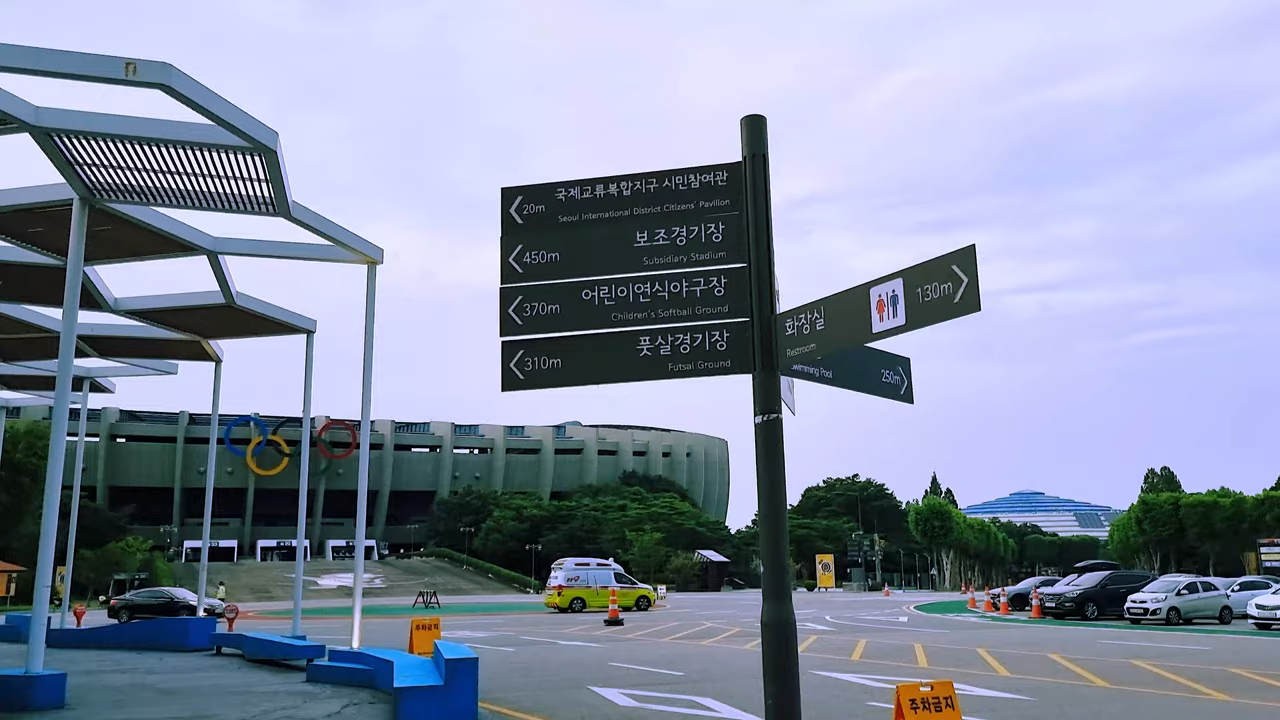 국제교류복합지구 시민참여관
20m
Seoul International District Citizens' Pavilion
보조경기장
450m
Subsidiary Stadium
어린이연식야구장
370m
Children's Softball Ground
풋살경기장
310m
Futsal Ground
화장실
130m
Restroom
Swimming Pool
250m
119
주차금지
주차금지